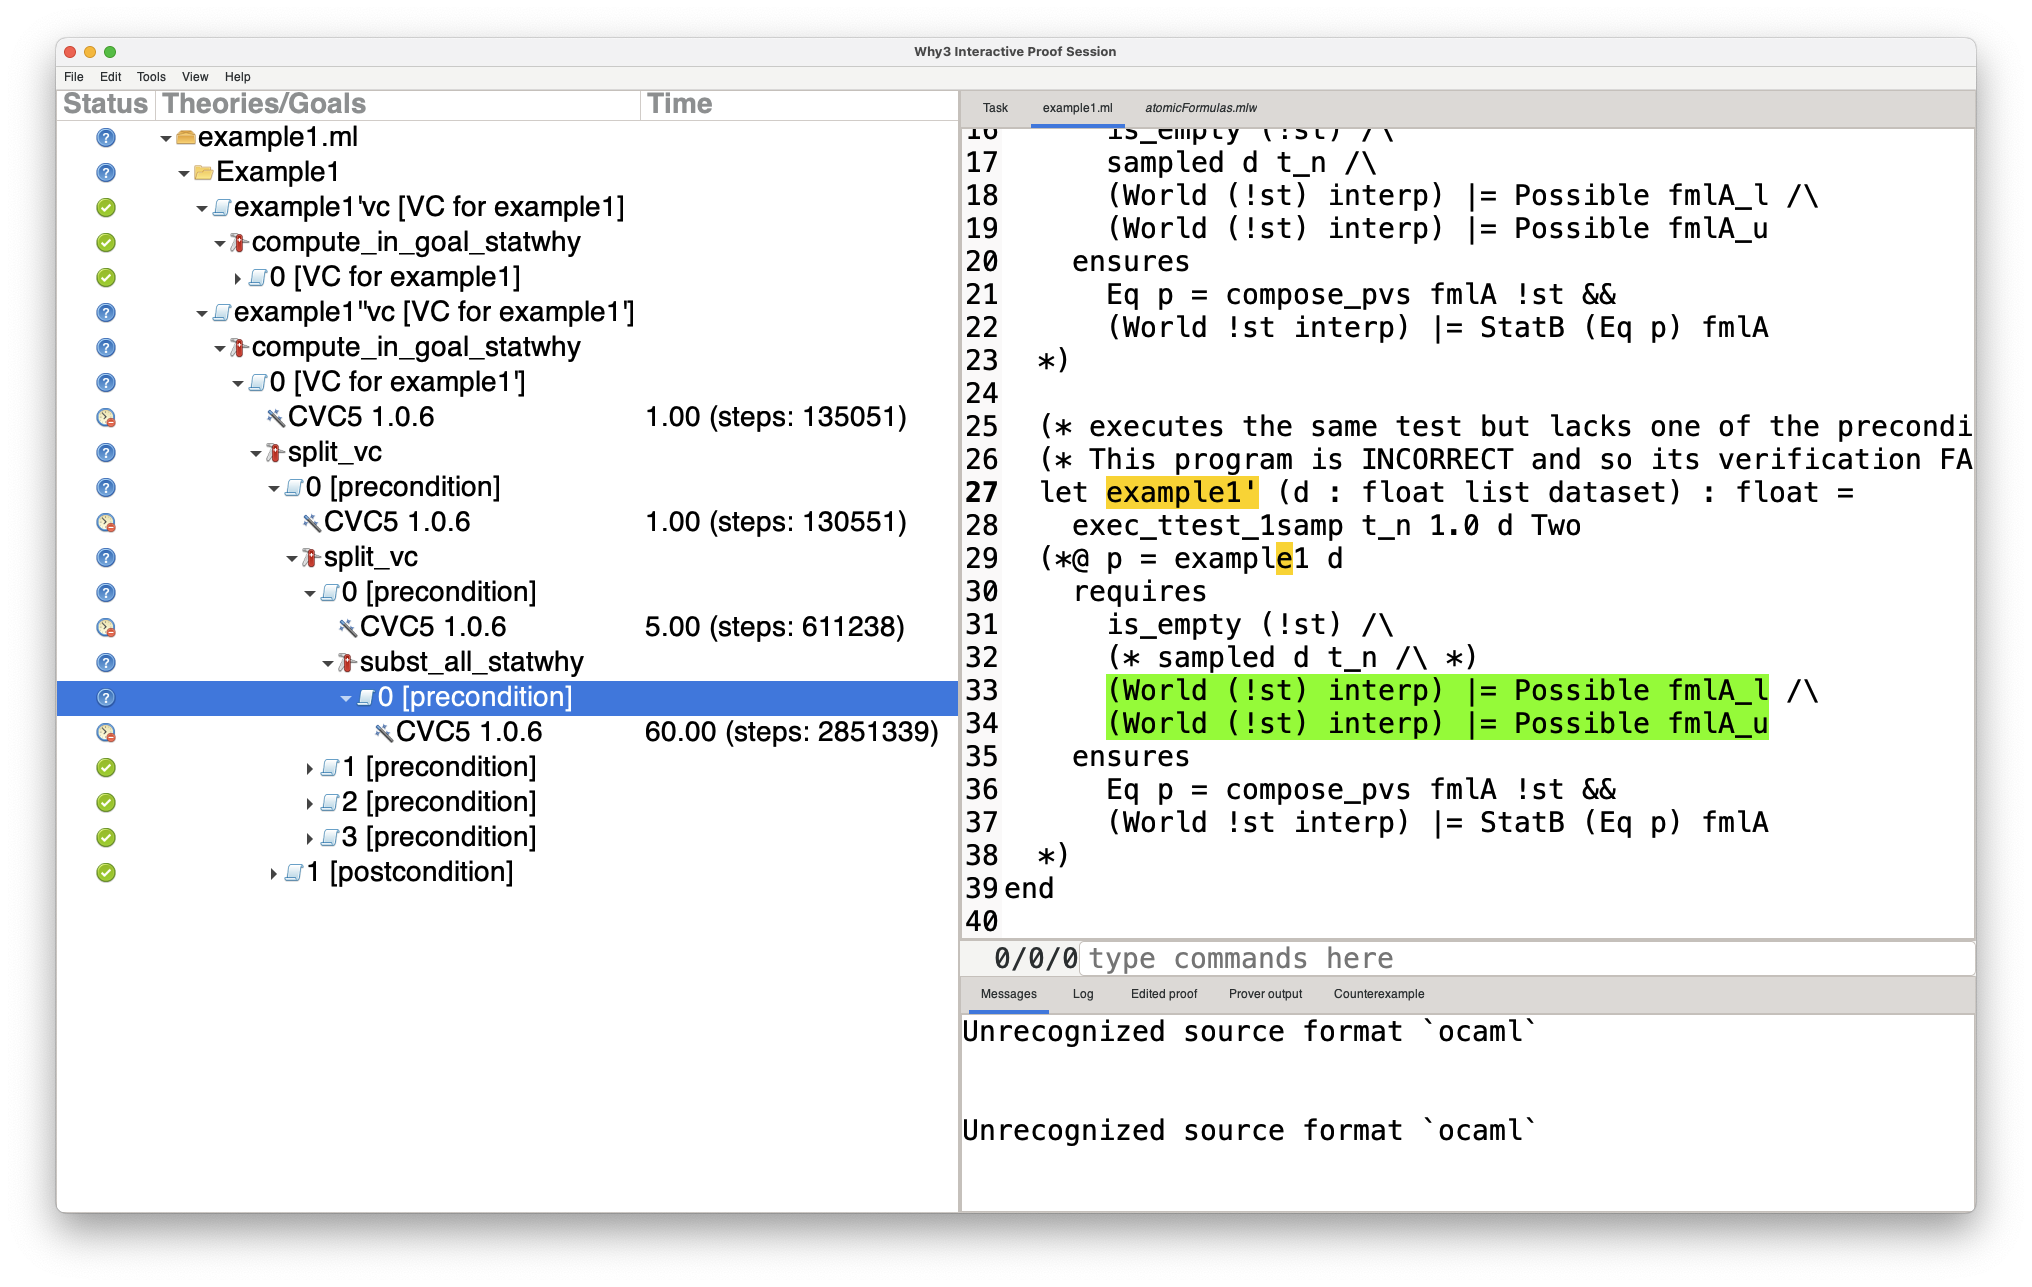 Why3 Interactive Proof Session
File Edit Tools View Help
Status Theories/Goals Time
example1.ml
Example1
example1'vc [VC for example1]
compute_in_goal_statwhy
0 [VC for example1]
example1''vc [VC for example1']
compute_in_goal_statwhy
0 [VC for example1']
CVC5 1.0.6 1.00 (steps: 135051)
split_vc
0 [precondition]
CVC5 1.0.6 1.00 (steps: 130551)
split_vc
0 [precondition]
CVC5 1.0.6 5.00 (steps: 611238)
subst_all_statwhy
0 [precondition]
CVC5 1.0.6 60.00 (steps: 2851339)
1 [precondition]
2 [precondition]
3 [precondition]
1 [postcondition]
Task example1.ml atomicFormulas.mlw
16 is_empty (!st) /\
17 sampled d t_n /\
18 (World (!st) interp) |= Possible fmlA_l /\
19 (World (!st) interp) |= Possible fmlA_u
20 ensures
21 Eq p = compose_pvs fmlA !st &&
22 (World !st interp) |= StatB (Eq p) fmlA
23 *)
24
25 (* executes the same test but lacks one of the precondi
26 (* This program is INCORRECT and so its verification FA
27 let example1' (d : float list dataset) : float =
28 exec_ttest_1samp t_n 1.0 d Two
29 (*@ p = example1 d
30 requires
31 is_empty (!st) /\
32 (* sampled d t_n /\ *)
33 (World (!st) interp) |= Possible fmlA_l /\
34 (World (!st) interp) |= Possible fmlA_u
35 ensures
36 Eq p = compose_pvs fmlA !st &&
37 (World !st interp) |= StatB (Eq p) fmlA
38 *)
39 end
40
0/0/0 type commands here
Messages Log Edited proof Prover output Counterexample
Unrecognized source format `ocaml`
Unrecognized source format `ocaml`